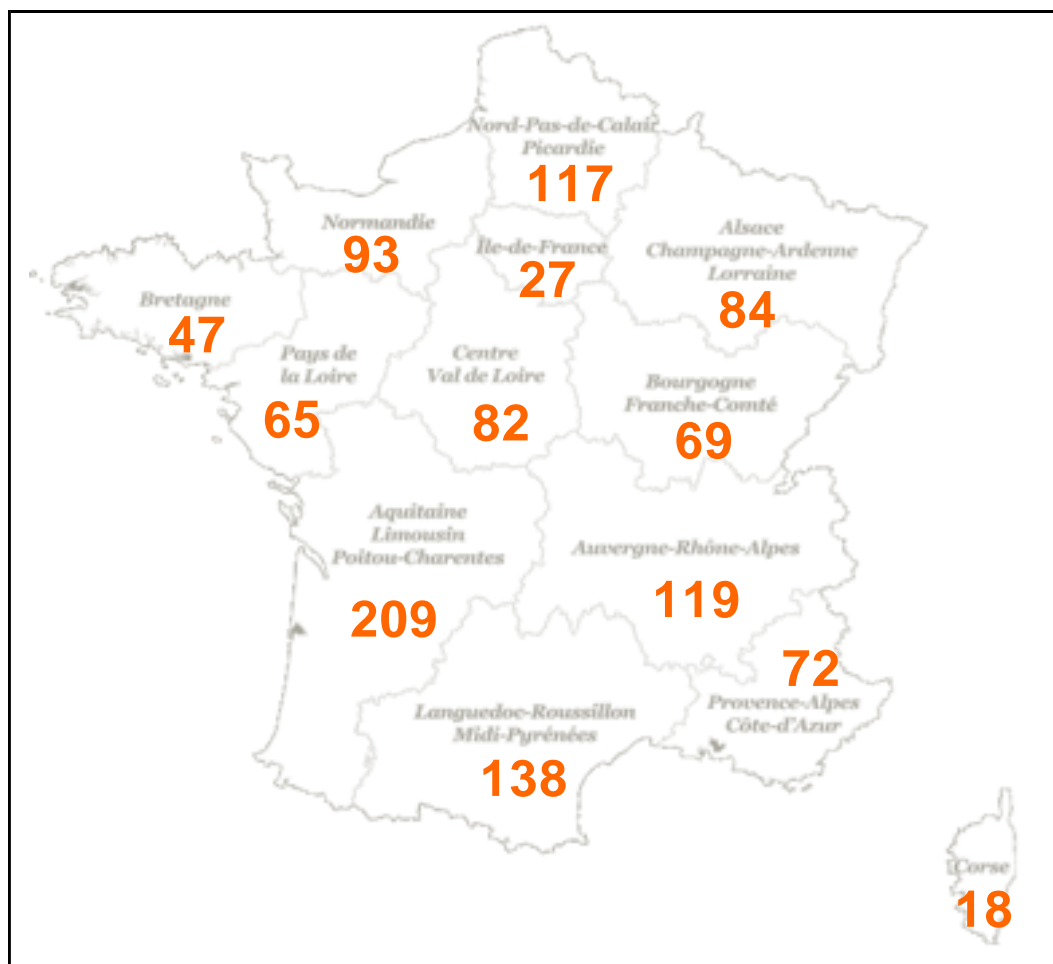 Nord-Pas-de-Calais
Picardie
117
Normandie
93
Île-de-France
27
Alsace
Champagne-Ardenne
Lorraine
84
Bretagne
47
Pays de
la Loire
65
Centre
Val de Loire
82
Bourgogne
Franche-Comté
69
Aquitaine
Limousin
Poitou-Charentes
209
Auvergne-Rhône-Alpes
119
72
Provence-Alpes
Côte-d'Azur
Languedoc-Roussillon
Midi-Pyrénées
138
Corse
18